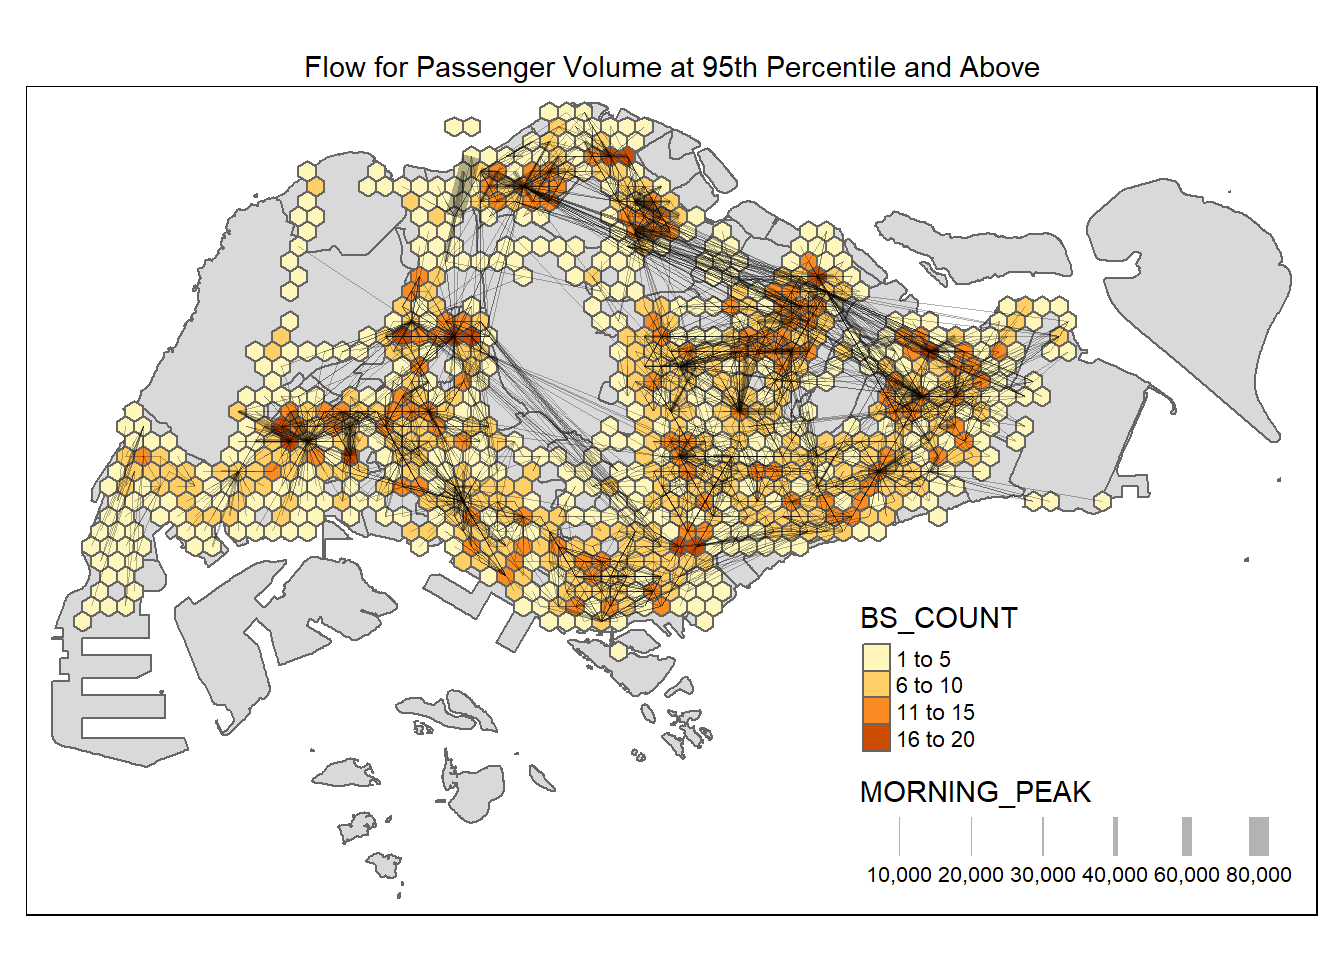 Flow for Passenger Volume at 95th Percentile and Above
BS_COUNT
1 to 5
6 to 10
11 to 15
16 to 20
MORNING_PEAK
10,000 20,000 30,000 40,000 60,000 80,000